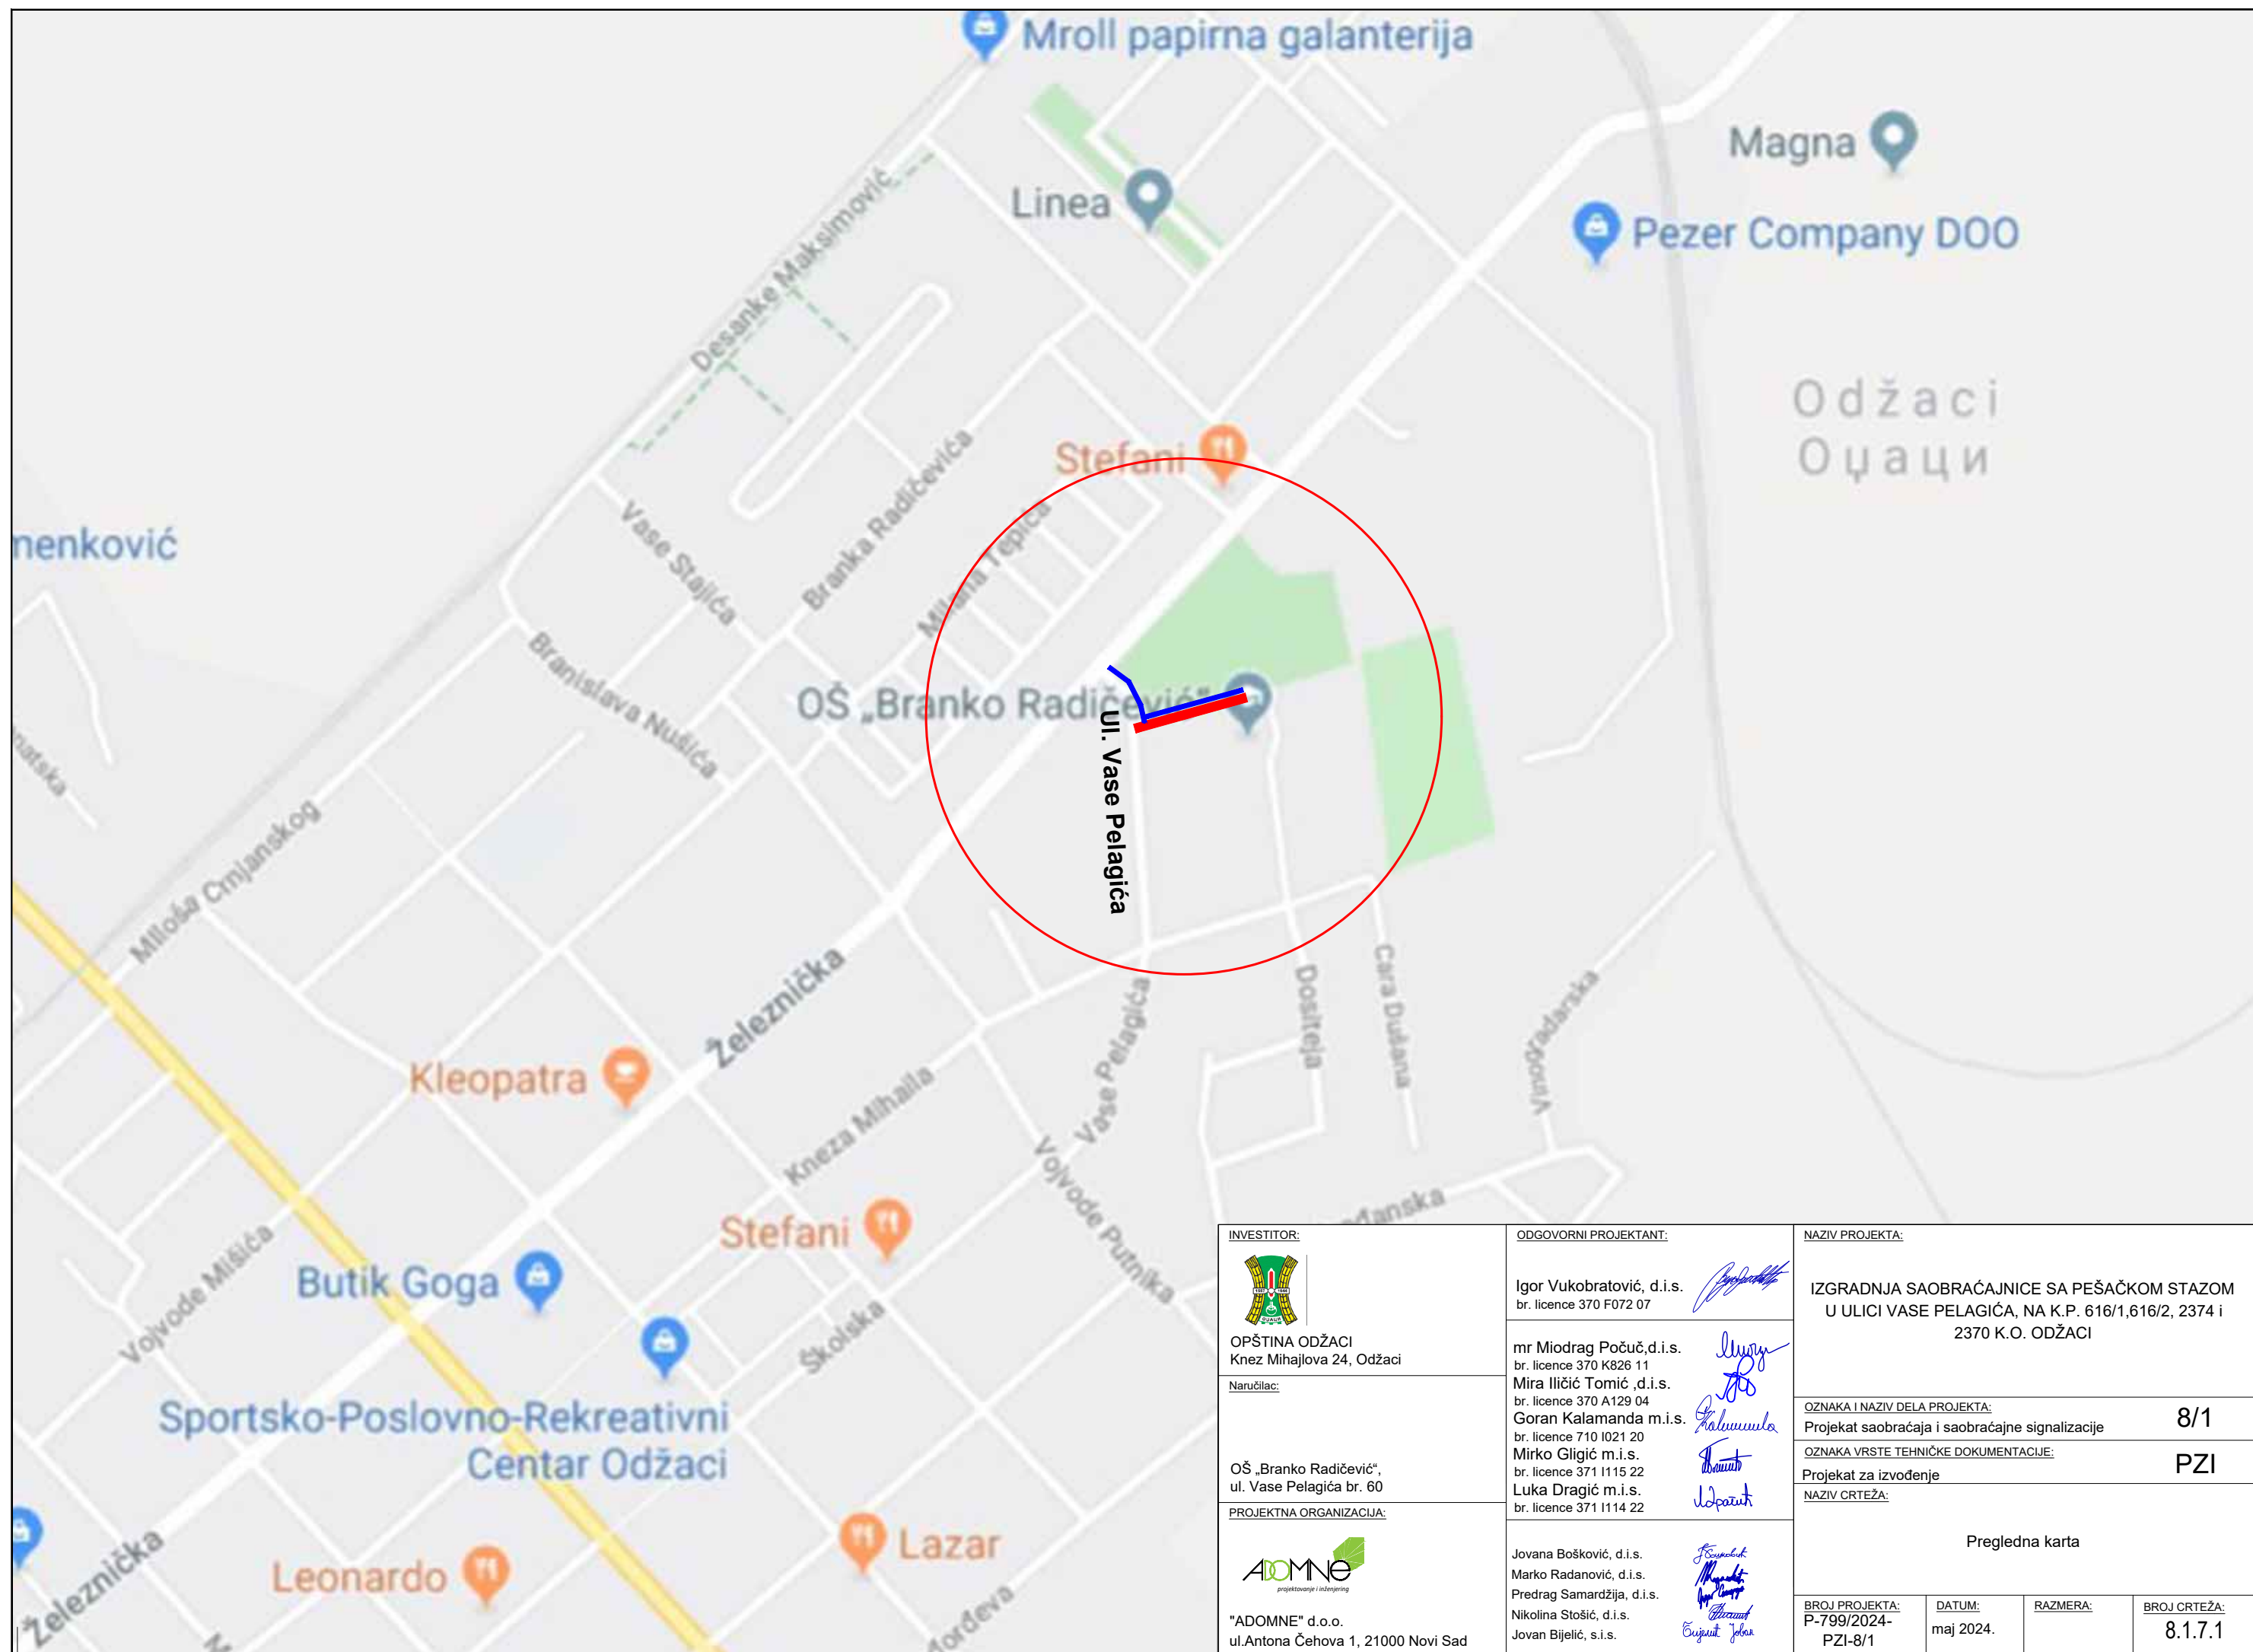 Mroll papirna galanterija
Magna
Linea
Pezer Company DOO
Desanke Maksimović
Odžaci
Оџаци
Stefani
menković
Vase Stajića
Branka Radičevića
Milana Tepića
Branislava Nušića
OŠ „Branko Radičević"
Ul. Vase Pelagića
Miloša Crnjanskog
Železnička
Dositeja
Cara Dušana
Vinogradarska
Kleopatra
Kneza Mihaila
Vase Pelagića
Vojvode Putnika
Stefani
Vojvode Mišića
Butik Goga
Školska
Sportsko-Poslovno-Rekreativni
Centar Odžaci
Lazar
Leonardo
Železnička
INVESTITOR:
OPŠTINA ODŽACI
Knez Mihajlova 24, Odžaci
Naručilac:
OŠ „Branko Radičević“,
ul. Vase Pelagića br. 60
PROJEKTNA ORGANIZACIJA:
ADOMNE
projektovanje i inženjering
"ADOMNE" d.o.o.
ul.Antona Čehova 1, 21000 Novi Sad
ODGOVORNI PROJEKTANT:
Igor Vukobratović, d.i.s.
br. licence 370 F072 07
mr Miodrag Počuč,d.i.s.
br. licence 370 K826 11
Mira Iličić Tomić ,d.i.s.
br. licence 370 A129 04
Goran Kalamanda m.i.s.
br. licence 710 I021 20
Mirko Gligić m.i.s.
br. licence 371 I115 22
Luka Dragić m.i.s.
br. licence 371 I114 22
Jovana Bošković, d.i.s.
Marko Radanović, d.i.s.
Predrag Samardžija, d.i.s.
Nikolina Stošić, d.i.s.
Jovan Bijelić, s.i.s.
NAZIV PROJEKTA:
IZGRADNJA SAOBRAĆAJNICE SA PEŠAČKOM STAZOM
U ULICI VASE PELAGIĆA, NA K.P. 616/1,616/2, 2374 i
2370 K.O. ODŽACI
OZNAKA I NAZIV DELA PROJEKTA:
Projekat saobraćaja i saobraćajne signalizacije
8/1
OZNAKA VRSTE TEHNIČKE DOKUMENTACIJE:
Projekat za izvođenje
PZI
NAZIV CRTEŽA:
Pregledna karta
BROJ PROJEKTA:
P-799/2024-
PZI-8/1
DATUM:
maj 2024.
RAZMERA:
BROJ CRTEŽA:
8.1.7.1